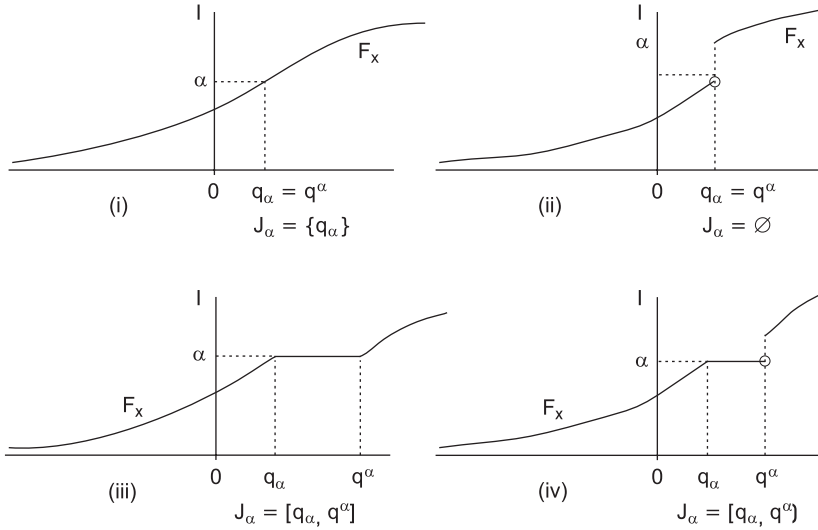 I
α
F_x
0
q_α = q^α
(i)
J_α = {q_α}
I
α
F_x
0
q_α = q^α
(ii)
J_α = ∅
I
α
F_x
0
q_α
q^α
(iii)
J_α = [q_α, q^α]
I
α
F_x
0
q_α
q^α
(iv)
J_α = [q_α, q^α)